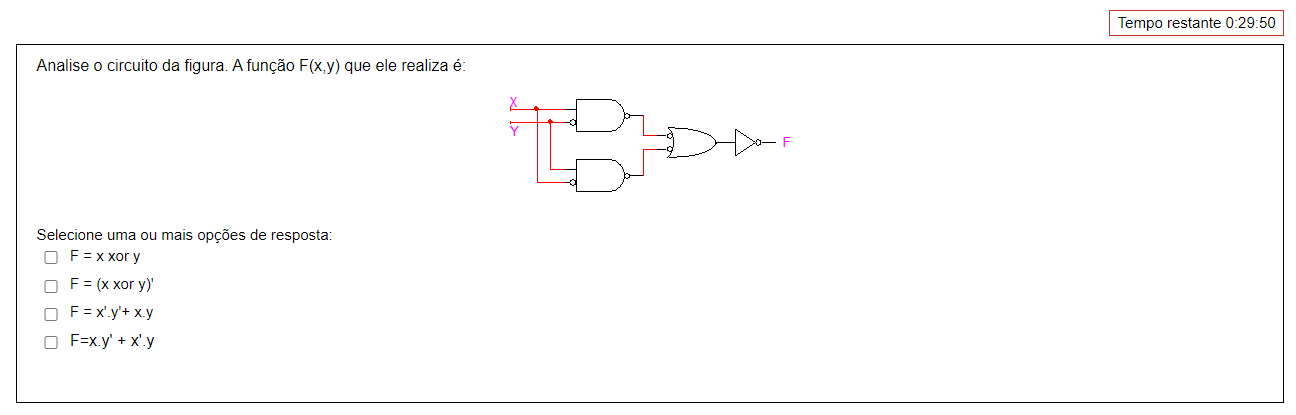 Tempo restante 0:29:50
Analise o circuito da figura. A função F(x,y) que ele realiza é:
X
Y
F
Selecione uma ou mais opções de resposta:
F = x xor y
F = (x xor y)'
F = x'.y'+ x.y
F=x.y' + x'.y